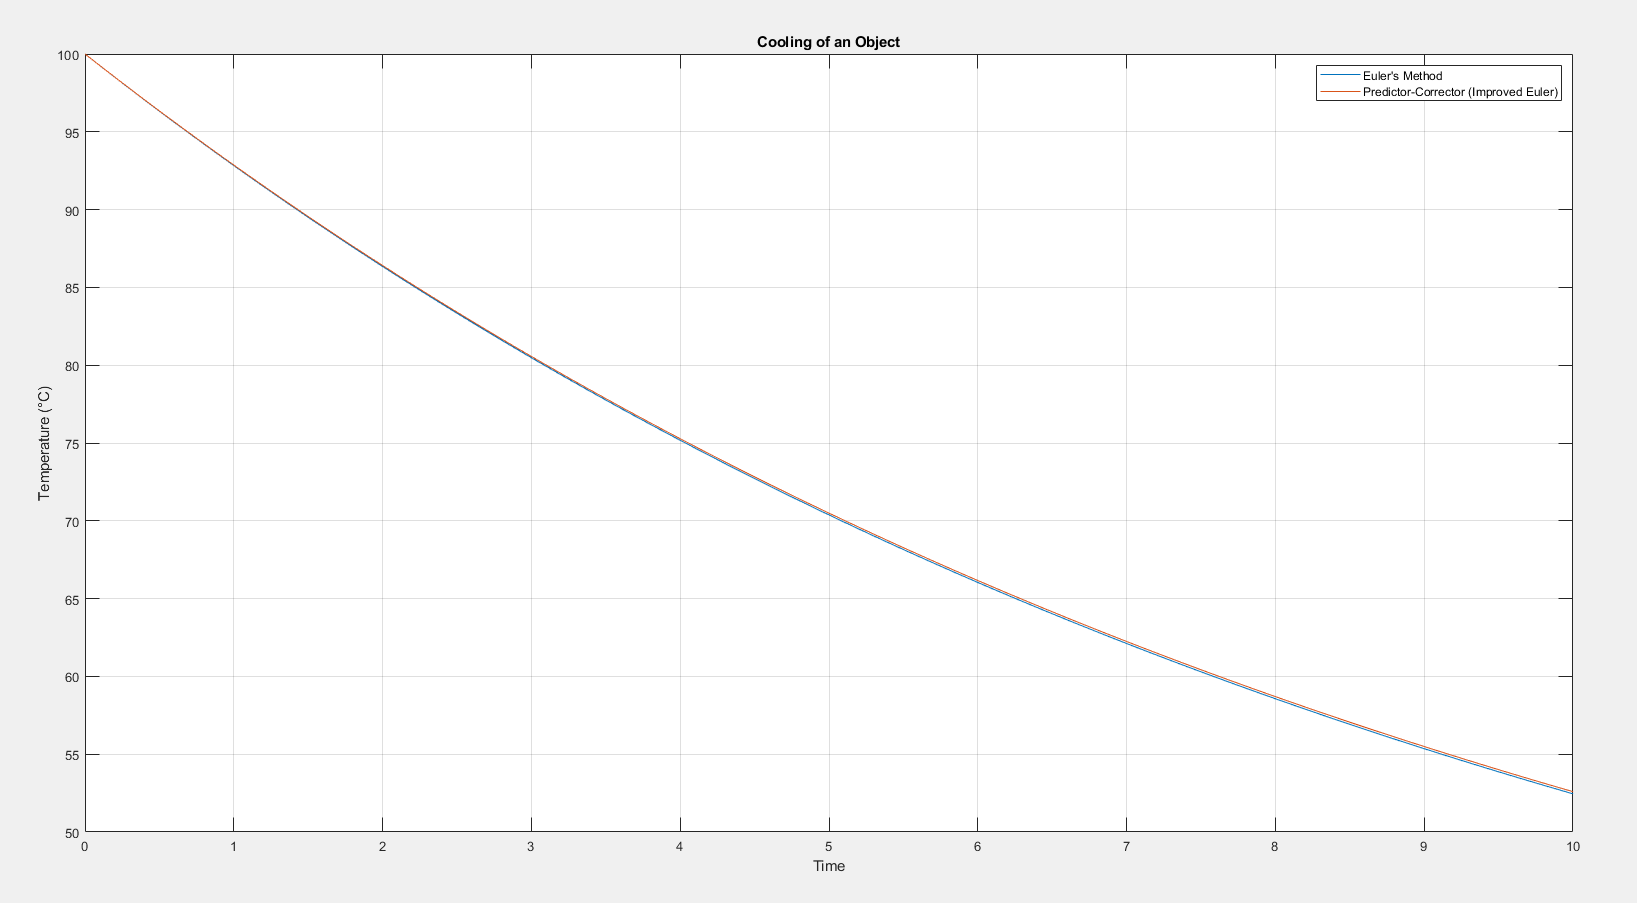 Cooling of an Object
Euler's Method
Predictor-Corrector (Improved Euler)
100
95
90
85
80
75
70
65
60
55
50
Temperature (°C)
0 1 2 3 4 5 6 7 8 9 10
Time